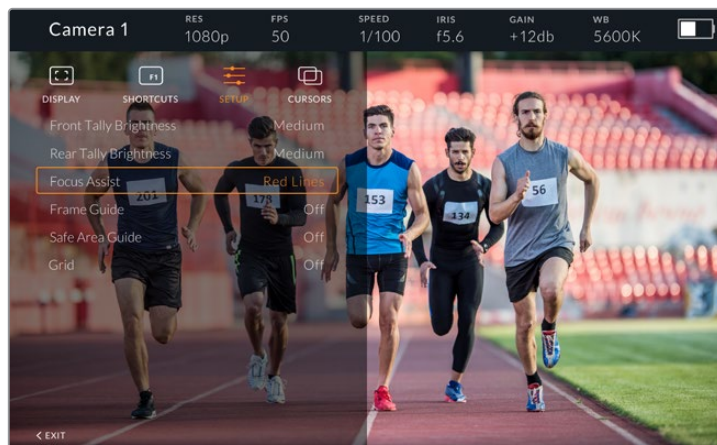 Camera 1
RES
1080p
FPS
50
SPEED
1/100
IRIS
f5.6
GAIN
+12db
WB
5600K
F1
DISPLAY SHORTCUTS SETUP CURSORS
Front Tally Brightness Medium
Rear Tally Brightness Medium
Focus Assist Red Lines
Frame Guide Off
Safe Area Guide Off
Grid Off
201
178
153
134
56
< EXIT